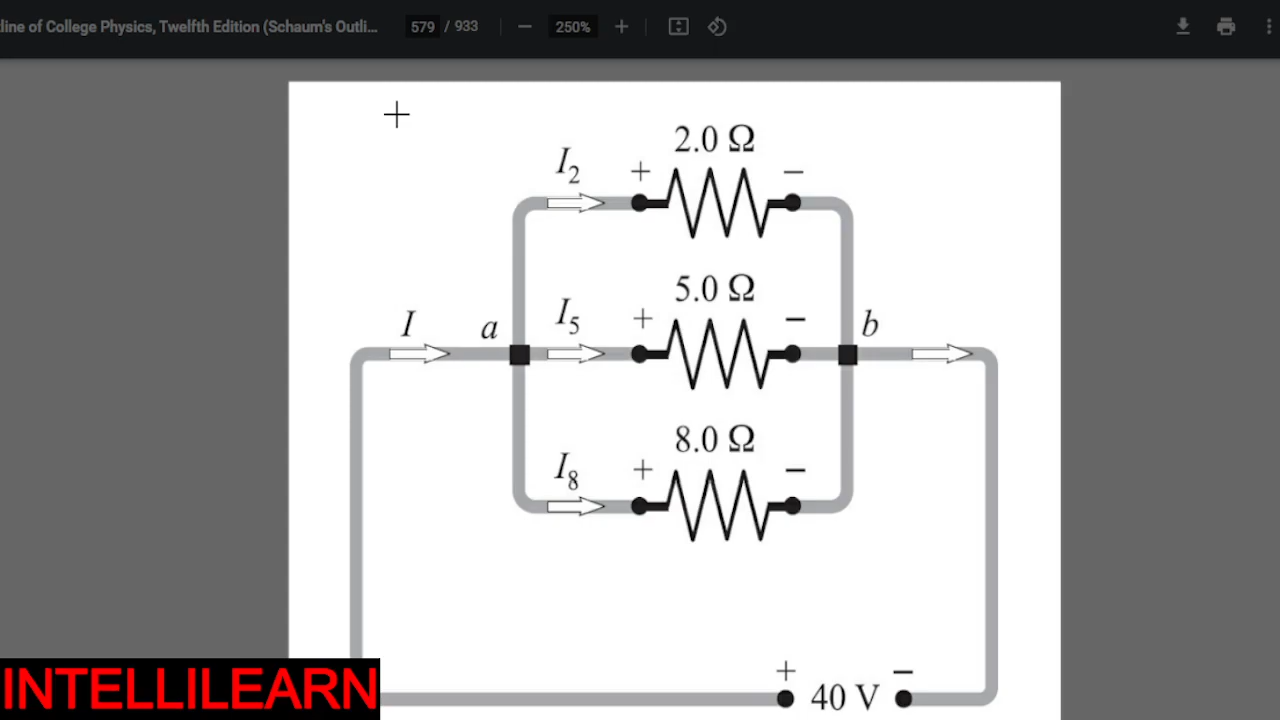 tline of College Physics, Twelfth Edition (Schaum's Outli... 579 / 933 − 250% +
2.0 Ω
I₂ + −
5.0 Ω
I a I₅ + − b
8.0 Ω
I₈ + −
INTELLILEARN
+ 40 V −